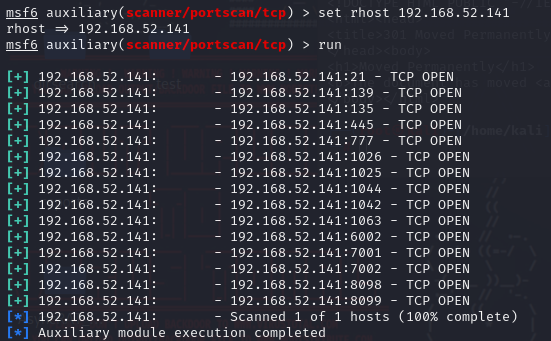 msf6 auxiliary(scanner/portscan/tcp) > set rhost 192.168.52.141
rhost => 192.168.52.141
msf6 auxiliary(scanner/portscan/tcp) > run
[+] 192.168.52.141: - 192.168.52.141:21 - TCP OPEN
[+] 192.168.52.141: - 192.168.52.141:139 - TCP OPEN
[+] 192.168.52.141: - 192.168.52.141:135 - TCP OPEN
[+] 192.168.52.141: - 192.168.52.141:445 - TCP OPEN
[+] 192.168.52.141: - 192.168.52.141:777 - TCP OPEN
[+] 192.168.52.141: - 192.168.52.141:1026 - TCP OPEN
[+] 192.168.52.141: - 192.168.52.141:1025 - TCP OPEN
[+] 192.168.52.141: - 192.168.52.141:1044 - TCP OPEN
[+] 192.168.52.141: - 192.168.52.141:1042 - TCP OPEN
[+] 192.168.52.141: - 192.168.52.141:1063 - TCP OPEN
[+] 192.168.52.141: - 192.168.52.141:6002 - TCP OPEN
[+] 192.168.52.141: - 192.168.52.141:7001 - TCP OPEN
[+] 192.168.52.141: - 192.168.52.141:7002 - TCP OPEN
[+] 192.168.52.141: - 192.168.52.141:8098 - TCP OPEN
[+] 192.168.52.141: - 192.168.52.141:8099 - TCP OPEN
[*] 192.168.52.141: - Scanned 1 of 1 hosts (100% complete)
[*] Auxiliary module execution completed
<title>301 Moved Permanently
<h1>Moved Permanently</h1>
/home/kali